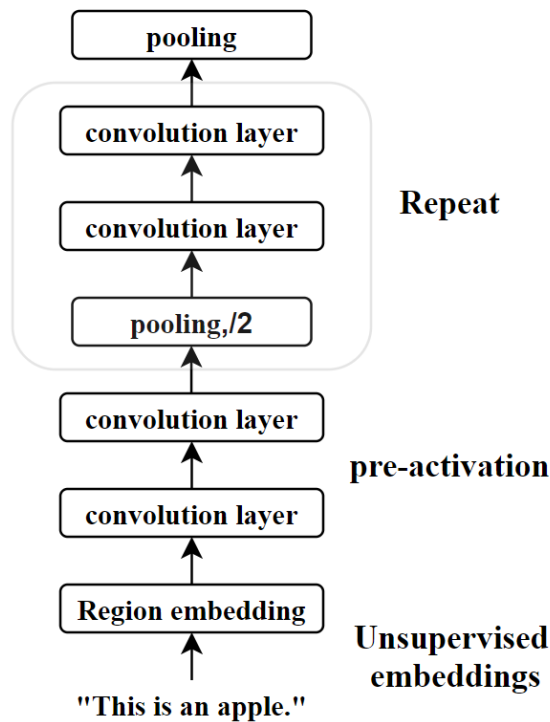 pooling
convolution layer
convolution layer
Repeat
pooling,/2
convolution layer
pre-activation
convolution layer
Region embedding
Unsupervised
embeddings
"This is an apple."